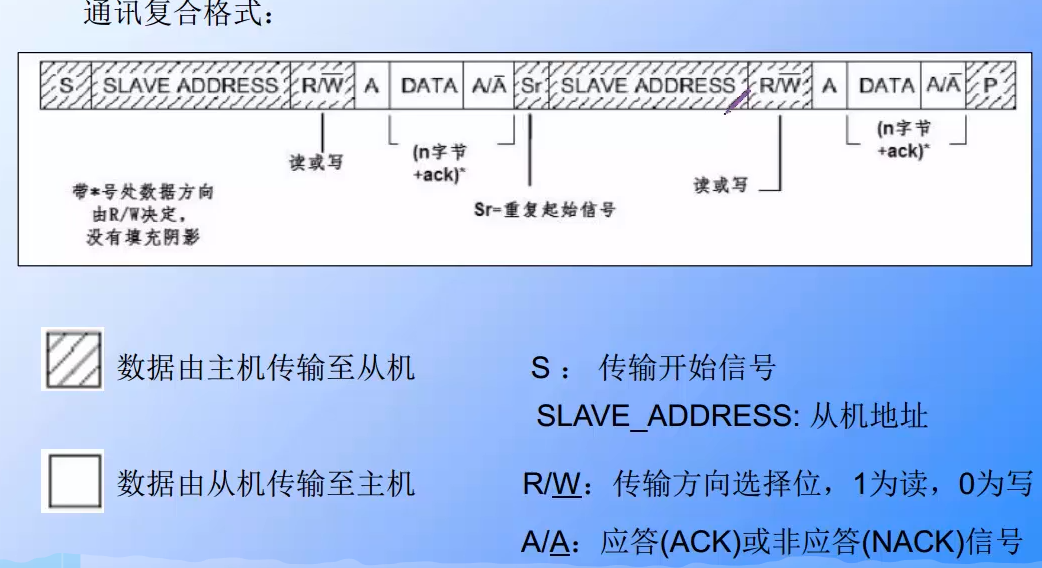 通讯复合格式：
S SLAVE ADDRESS R/W̅ A DATA A/A̅ Sr SLAVE ADDRESS R/W̅ A DATA A/A̅ P
读或写
(n字节
+ack)*
Sr=重复起始信号
读或写
(n字节
+ack)*
带*号处数据方向
由R/W决定，
没有填充阴影
数据由主机传输至从机
S： 传输开始信号
SLAVE_ADDRESS: 从机地址
数据由从机传输至主机
R/W̲：传输方向选择位，1为读，0为写
A/A̲：应答(ACK)或非应答(NACK)信号